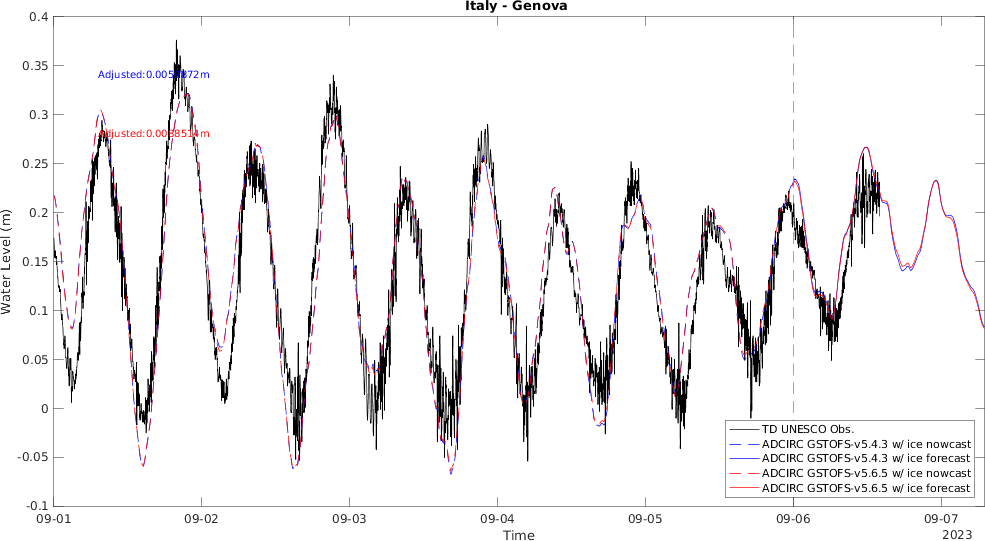 Italy - Genova
0.4
0.35
0.3
0.25
0.2
0.15
0.1
0.05
0
-0.05
-0.1
Water Level (m)
Adjusted:0.0038514m
09-01
09-02
09-03
09-04
09-05
09-06
09-07
2023
Time
TD UNESCO Obs.
ADCIRC GSTOFS-v5.4.3 w/ ice nowcast
ADCIRC GSTOFS-v5.4.3 w/ ice forecast
ADCIRC GSTOFS-v5.6.5 w/ ice nowcast
ADCIRC GSTOFS-v5.6.5 w/ ice forecast